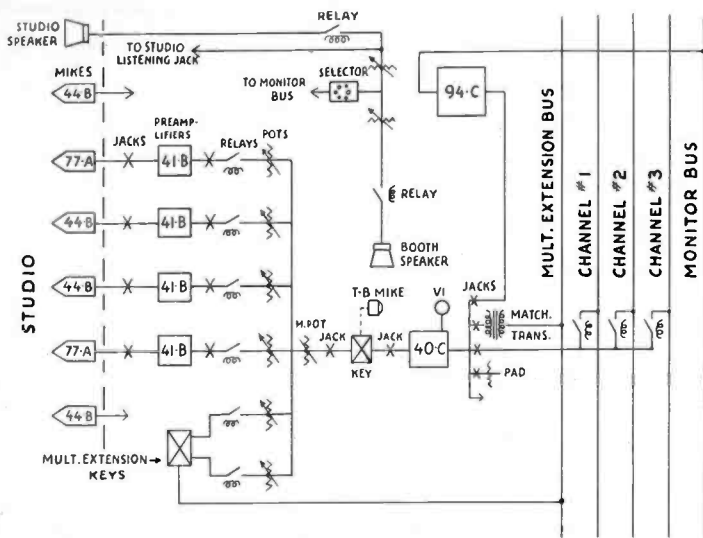 STUDIO
SPEAKER
RELAY
TO STUDIO
LISTENING JACK
MIKES
TO MONITOR
BUS
SELECTOR
94-C
44-B
JACKS
PREAMP-
LIFIERS
RELAYS
POTS
77-A
41-B
RELAY
44-B
41-B
BOOTH
SPEAKER
44-B
41-B
T-B MIKE
VI
JACKS
77-A
41-B
M.POT
JACK
KEY
JACK
40-C
MATCH.
TRANS.
PAD
44-B
MULT. EXTENSION
KEYS
STUDIO
MULT. EXTENSION BUS
CHANNEL #1
CHANNEL #2
CHANNEL #3
MONITOR BUS